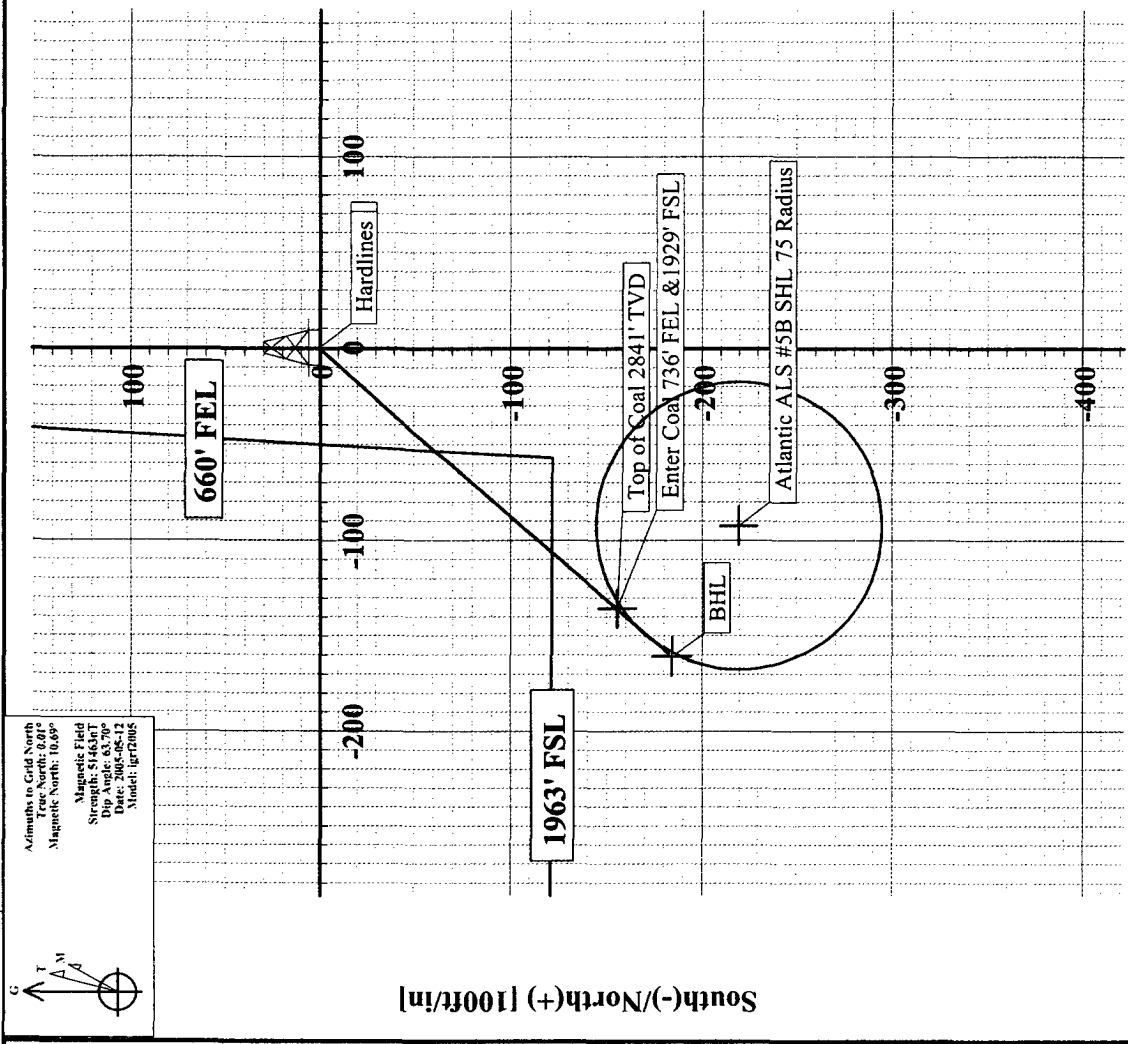 G
T
M
Azimuths to Grid North
True North: 0.01°
Magnetic North: 10.69°
Magnetic Field
Strength: 51463nT
Dip Angle: 63.70°
Date: 2005-05-12
Model: igrf2005
South(-)/North(+) [100ft/in]
100
0
-100
-200
-300
-400
-200
-100
0
100
660' FEL
1963' FSL
Hardlines
Top of Coal 2841' TVD
Enter Coal 736' FEL & 1929' FSL
BHL
Atlantic ALS #5B SHL 75 Radius